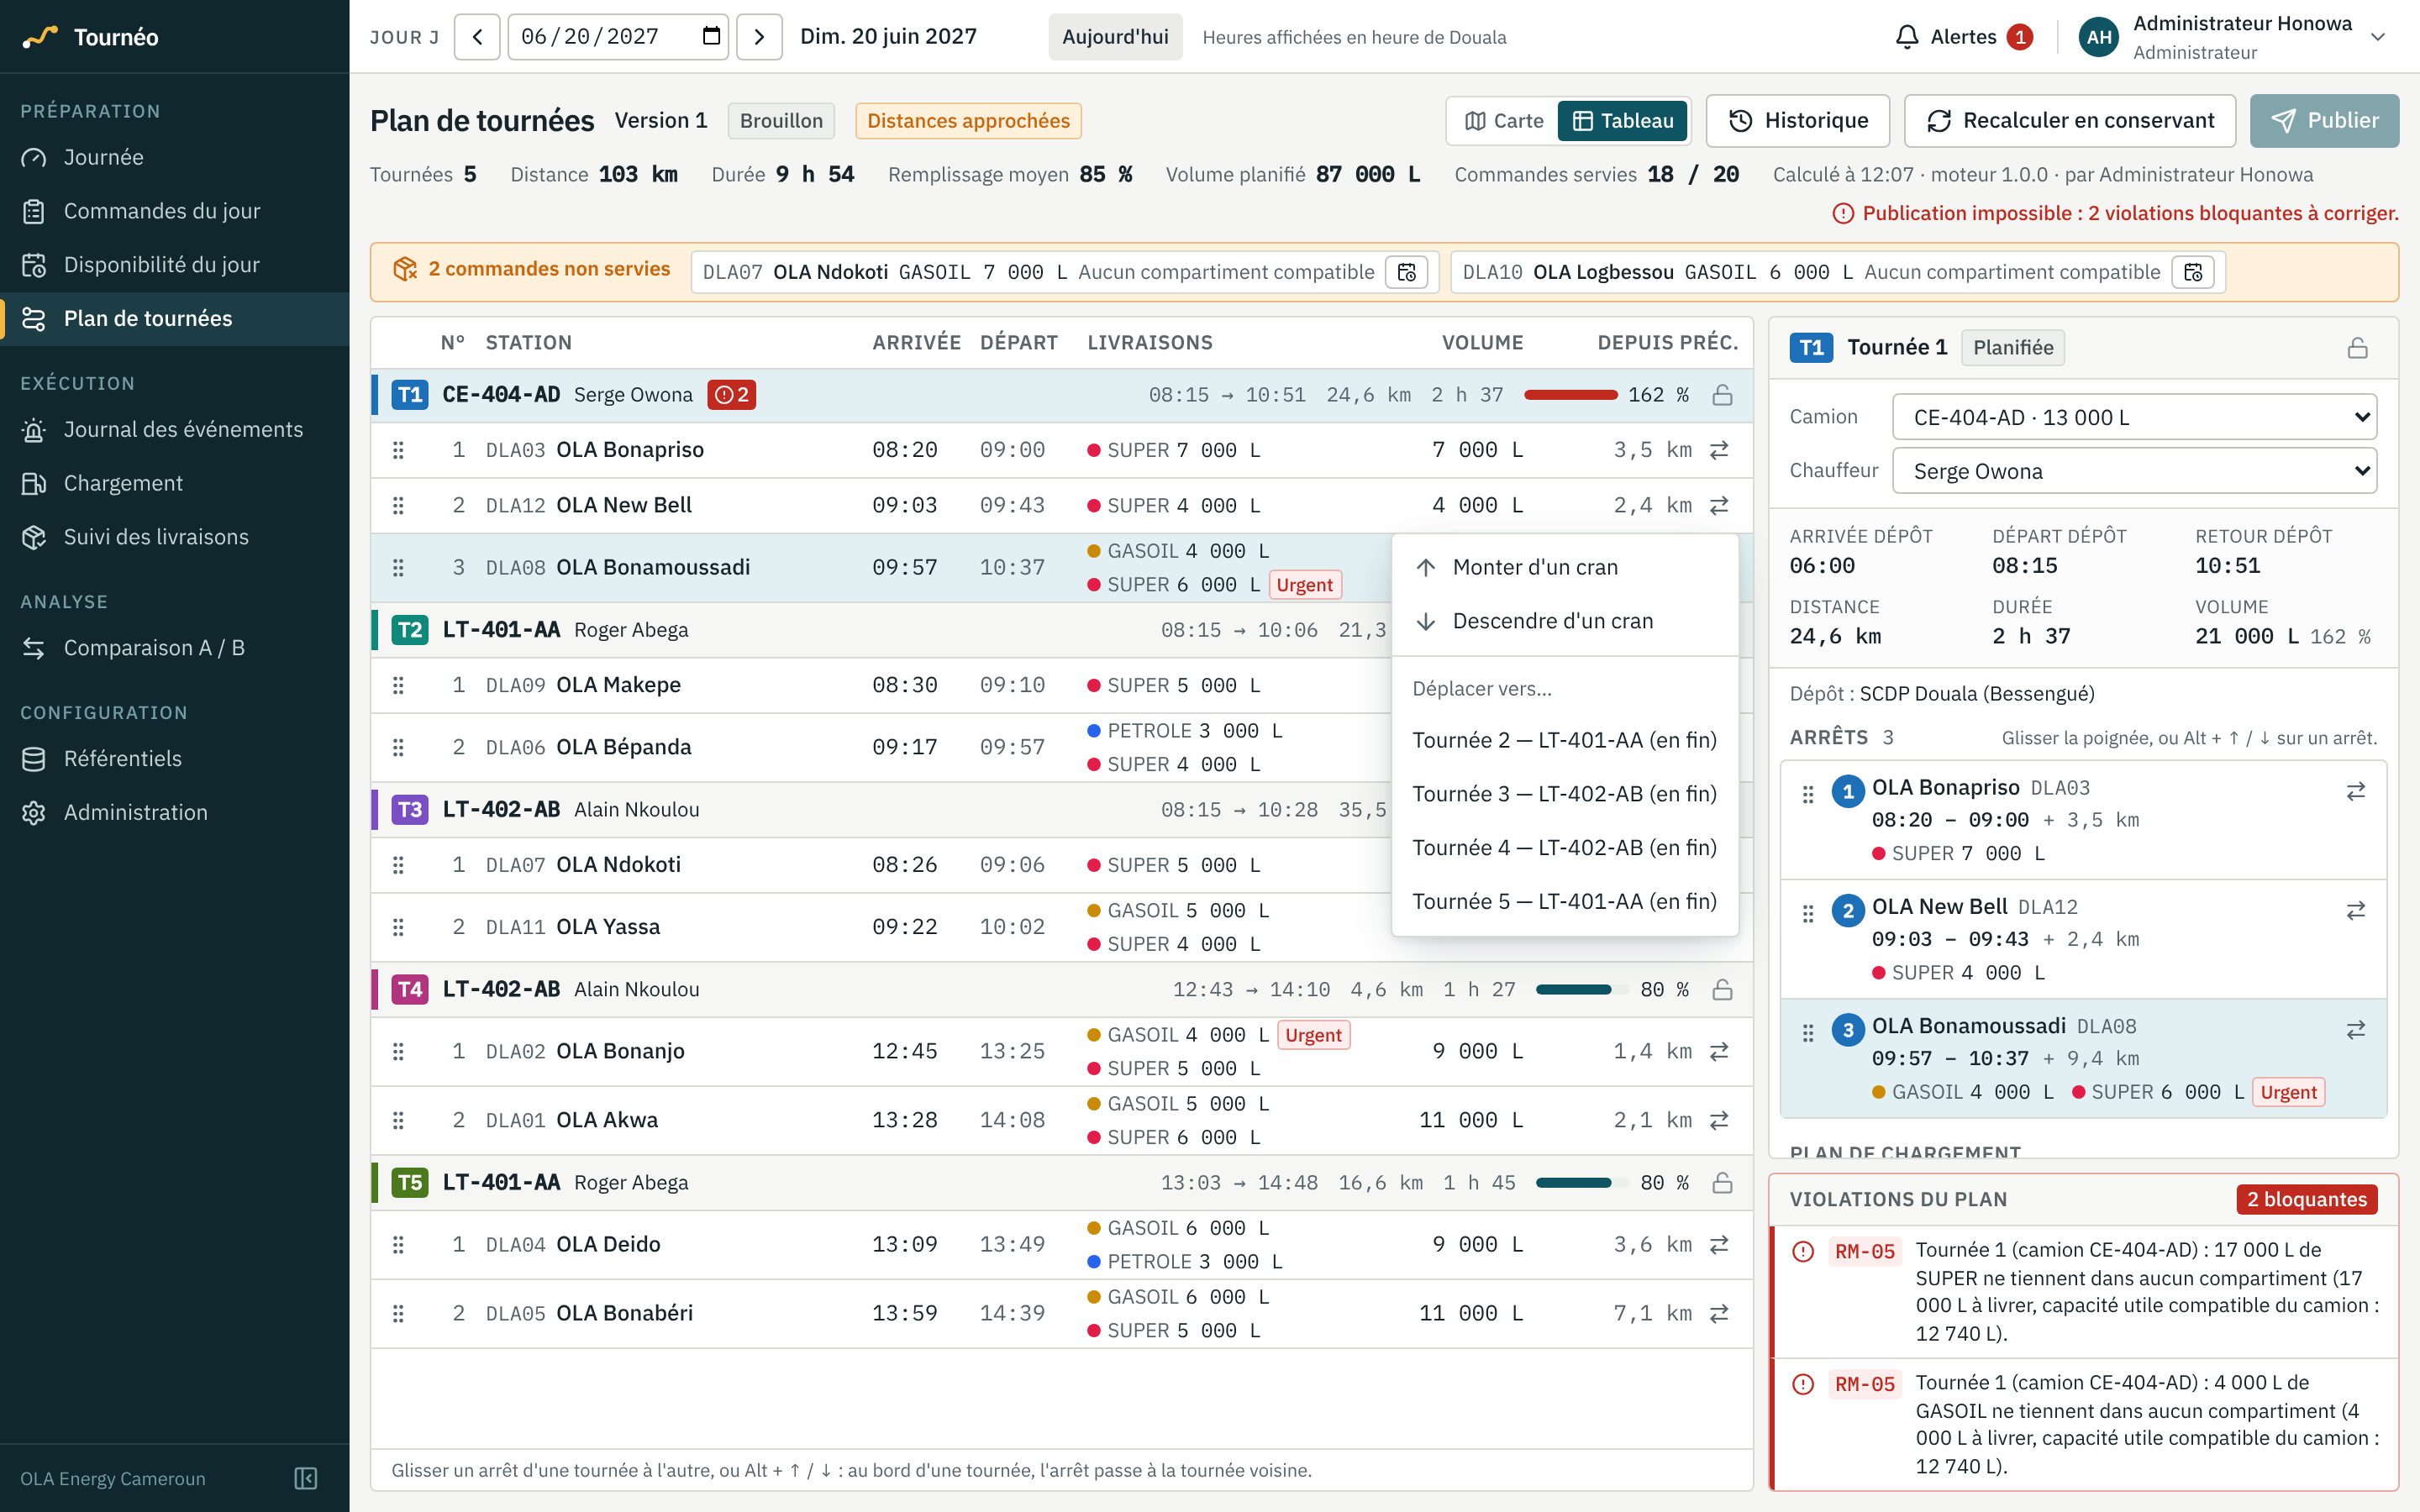 Tournéo
JOUR J
06/20/2027
Dim. 20 juin 2027
Aujourd'hui
Heures affichées en heure de Douala
Alertes 1
AH
Administrateur Honowa
Administrateur
PRÉPARATION
Journée
Commandes du jour
Disponibilité du jour
Plan de tournées
EXÉCUTION
Journal des événements
Chargement
Suivi des livraisons
ANALYSE
Comparaison A / B
CONFIGURATION
Référentiels
Administration
OLA Energy Cameroun
Plan de tournées Version 1 Brouillon Distances approchées
Carte Tableau Historique Recalculer en conservant Publier
Tournées 5 Distance 103 km Durée 9 h 54 Remplissage moyen 85 % Volume planifié 87 000 L Commandes servies 18 / 20 Calculé à 12:07 · moteur 1.0.0 · par Administrateur Honowa
Publication impossible : 2 violations bloquantes à corriger.
2 commandes non servies DLA07 OLA Ndokoti GASOIL 7 000 L Aucun compartiment compatible DLA10 OLA Logbessou GASOIL 6 000 L Aucun compartiment compatible
N° STATION ARRIVÉE DÉPART LIVRAISONS VOLUME DEPUIS PRÉC.
T1 CE-404-AD Serge Owona 2 08:15 → 10:51 24,6 km 2 h 37 162 %
1 DLA03 OLA Bonapriso 08:20 09:00 SUPER 7 000 L 7 000 L 3,5 km
2 DLA12 OLA New Bell 09:03 09:43 SUPER 4 000 L 4 000 L 2,4 km
3 DLA08 OLA Bonamoussadi 09:57 10:37 GASOIL 4 000 L
SUPER 6 000 L Urgent
T2 LT-401-AA Roger Abega 08:15 → 10:06 21,3
1 DLA09 OLA Makepe 08:30 09:10 SUPER 5 000 L
2 DLA06 OLA Bépanda 09:17 09:57 PETROLE 3 000 L
SUPER 4 000 L
T3 LT-402-AB Alain Nkoulou 08:15 → 10:28 35,5
1 DLA07 OLA Ndokoti 08:26 09:06 SUPER 5 000 L
2 DLA11 OLA Yassa 09:22 10:02 GASOIL 5 000 L
SUPER 4 000 L
T4 LT-402-AB Alain Nkoulou 12:43 → 14:10 4,6 km 1 h 27 80 %
1 DLA02 OLA Bonanjo 12:45 13:25 GASOIL 4 000 L Urgent 9 000 L 1,4 km
SUPER 5 000 L
2 DLA01 OLA Akwa 13:28 14:08 GASOIL 5 000 L 11 000 L 2,1 km
SUPER 6 000 L
T5 LT-401-AA Roger Abega 13:03 → 14:48 16,6 km 1 h 45 80 %
1 DLA04 OLA Deido 13:09 13:49 GASOIL 6 000 L 9 000 L 3,6 km
PETROLE 3 000 L
2 DLA05 OLA Bonabéri 13:59 14:39 GASOIL 6 000 L 11 000 L 7,1 km
SUPER 5 000 L
Glisser un arrêt d'une tournée à l'autre, ou Alt + ↑ / ↓ : au bord d'une tournée, l'arrêt passe à la tournée voisine.
Monter d'un cran
Descendre d'un cran
Déplacer vers...
Tournée 2 — LT-401-AA (en fin)
Tournée 3 — LT-402-AB (en fin)
Tournée 4 — LT-402-AB (en fin)
Tournée 5 — LT-401-AA (en fin)
T1 Tournée 1 Planifiée
Camion CE-404-AD · 13 000 L
Chauffeur Serge Owona
ARRIVÉE DÉPÔT DÉPART DÉPÔT RETOUR DÉPÔT
06:00 08:15 10:51
DISTANCE DURÉE VOLUME
24,6 km 2 h 37 21 000 L 162 %
Dépôt : SCDP Douala (Bessengué)
ARRÊTS 3 Glisser la poignée, ou Alt + ↑ / ↓ sur un arrêt.
1 OLA Bonapriso DLA03
08:20 – 09:00 + 3,5 km
SUPER 7 000 L
2 OLA New Bell DLA12
09:03 – 09:43 + 2,4 km
SUPER 4 000 L
3 OLA Bonamoussadi DLA08
09:57 – 10:37 + 9,4 km
GASOIL 4 000 L SUPER 6 000 L Urgent
PLAN DE CHARGEMENT
VIOLATIONS DU PLAN 2 bloquantes
RM-05 Tournée 1 (camion CE-404-AD) : 17 000 L de
SUPER ne tiennent dans aucun compartiment (17
000 L à livrer, capacité utile compatible du camion :
12 740 L).
RM-05 Tournée 1 (camion CE-404-AD) : 4 000 L de
GASOIL ne tiennent dans aucun compartiment (4
000 L à livrer, capacité utile compatible du camion :
12 740 L).